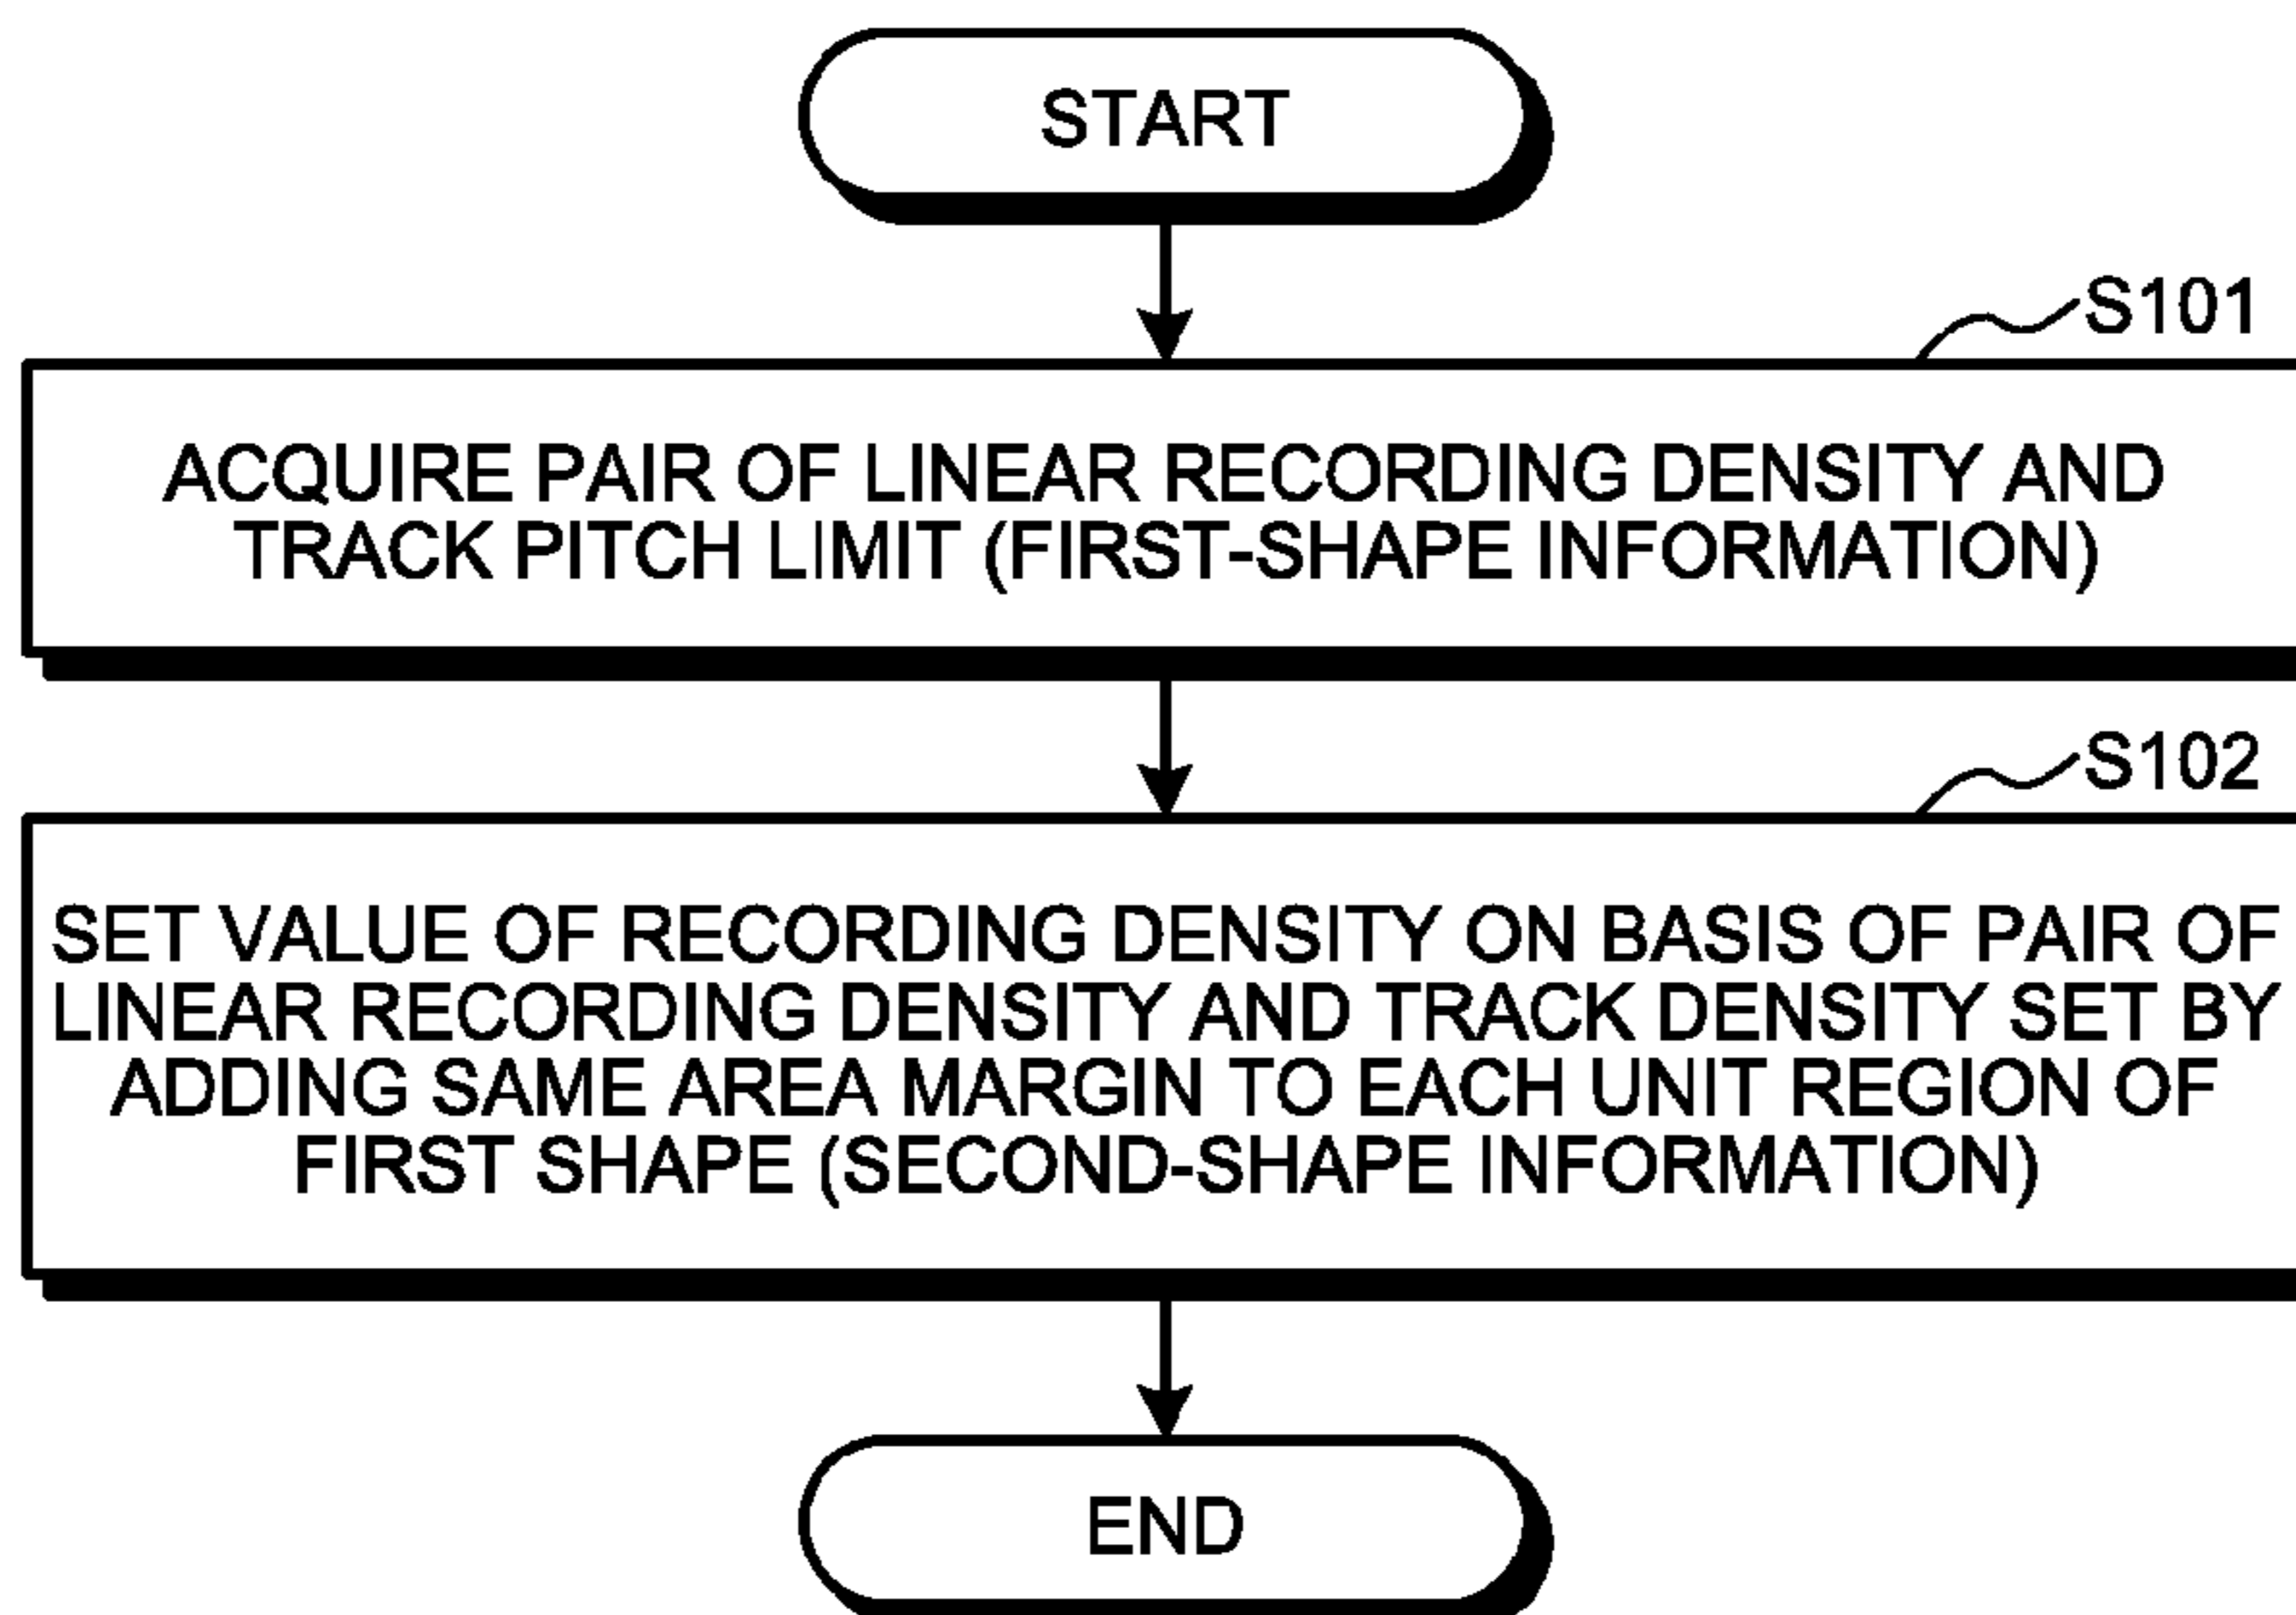 START
S101
ACQUIRE PAIR OF LINEAR RECORDING DENSITY AND
TRACK PITCH LIMIT (FIRST-SHAPE INFORMATION)
S102
SET VALUE OF RECORDING DENSITY ON BASIS OF PAIR OF
LINEAR RECORDING DENSITY AND TRACK DENSITY SET BY
ADDING SAME AREA MARGIN TO EACH UNIT REGION OF
FIRST SHAPE (SECOND-SHAPE INFORMATION)
END